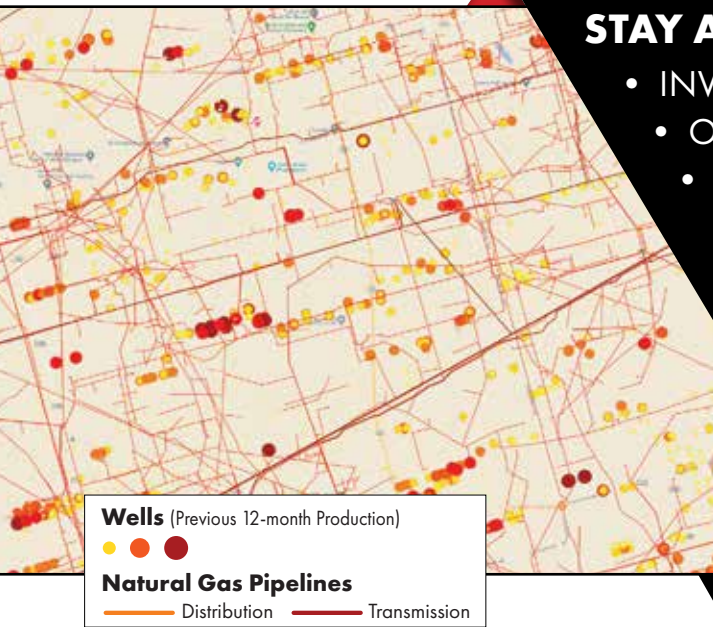 STAY A
• INV
• O
•
Wells (Previous 12-month Production)
Natural Gas Pipelines
Distribution Transmission